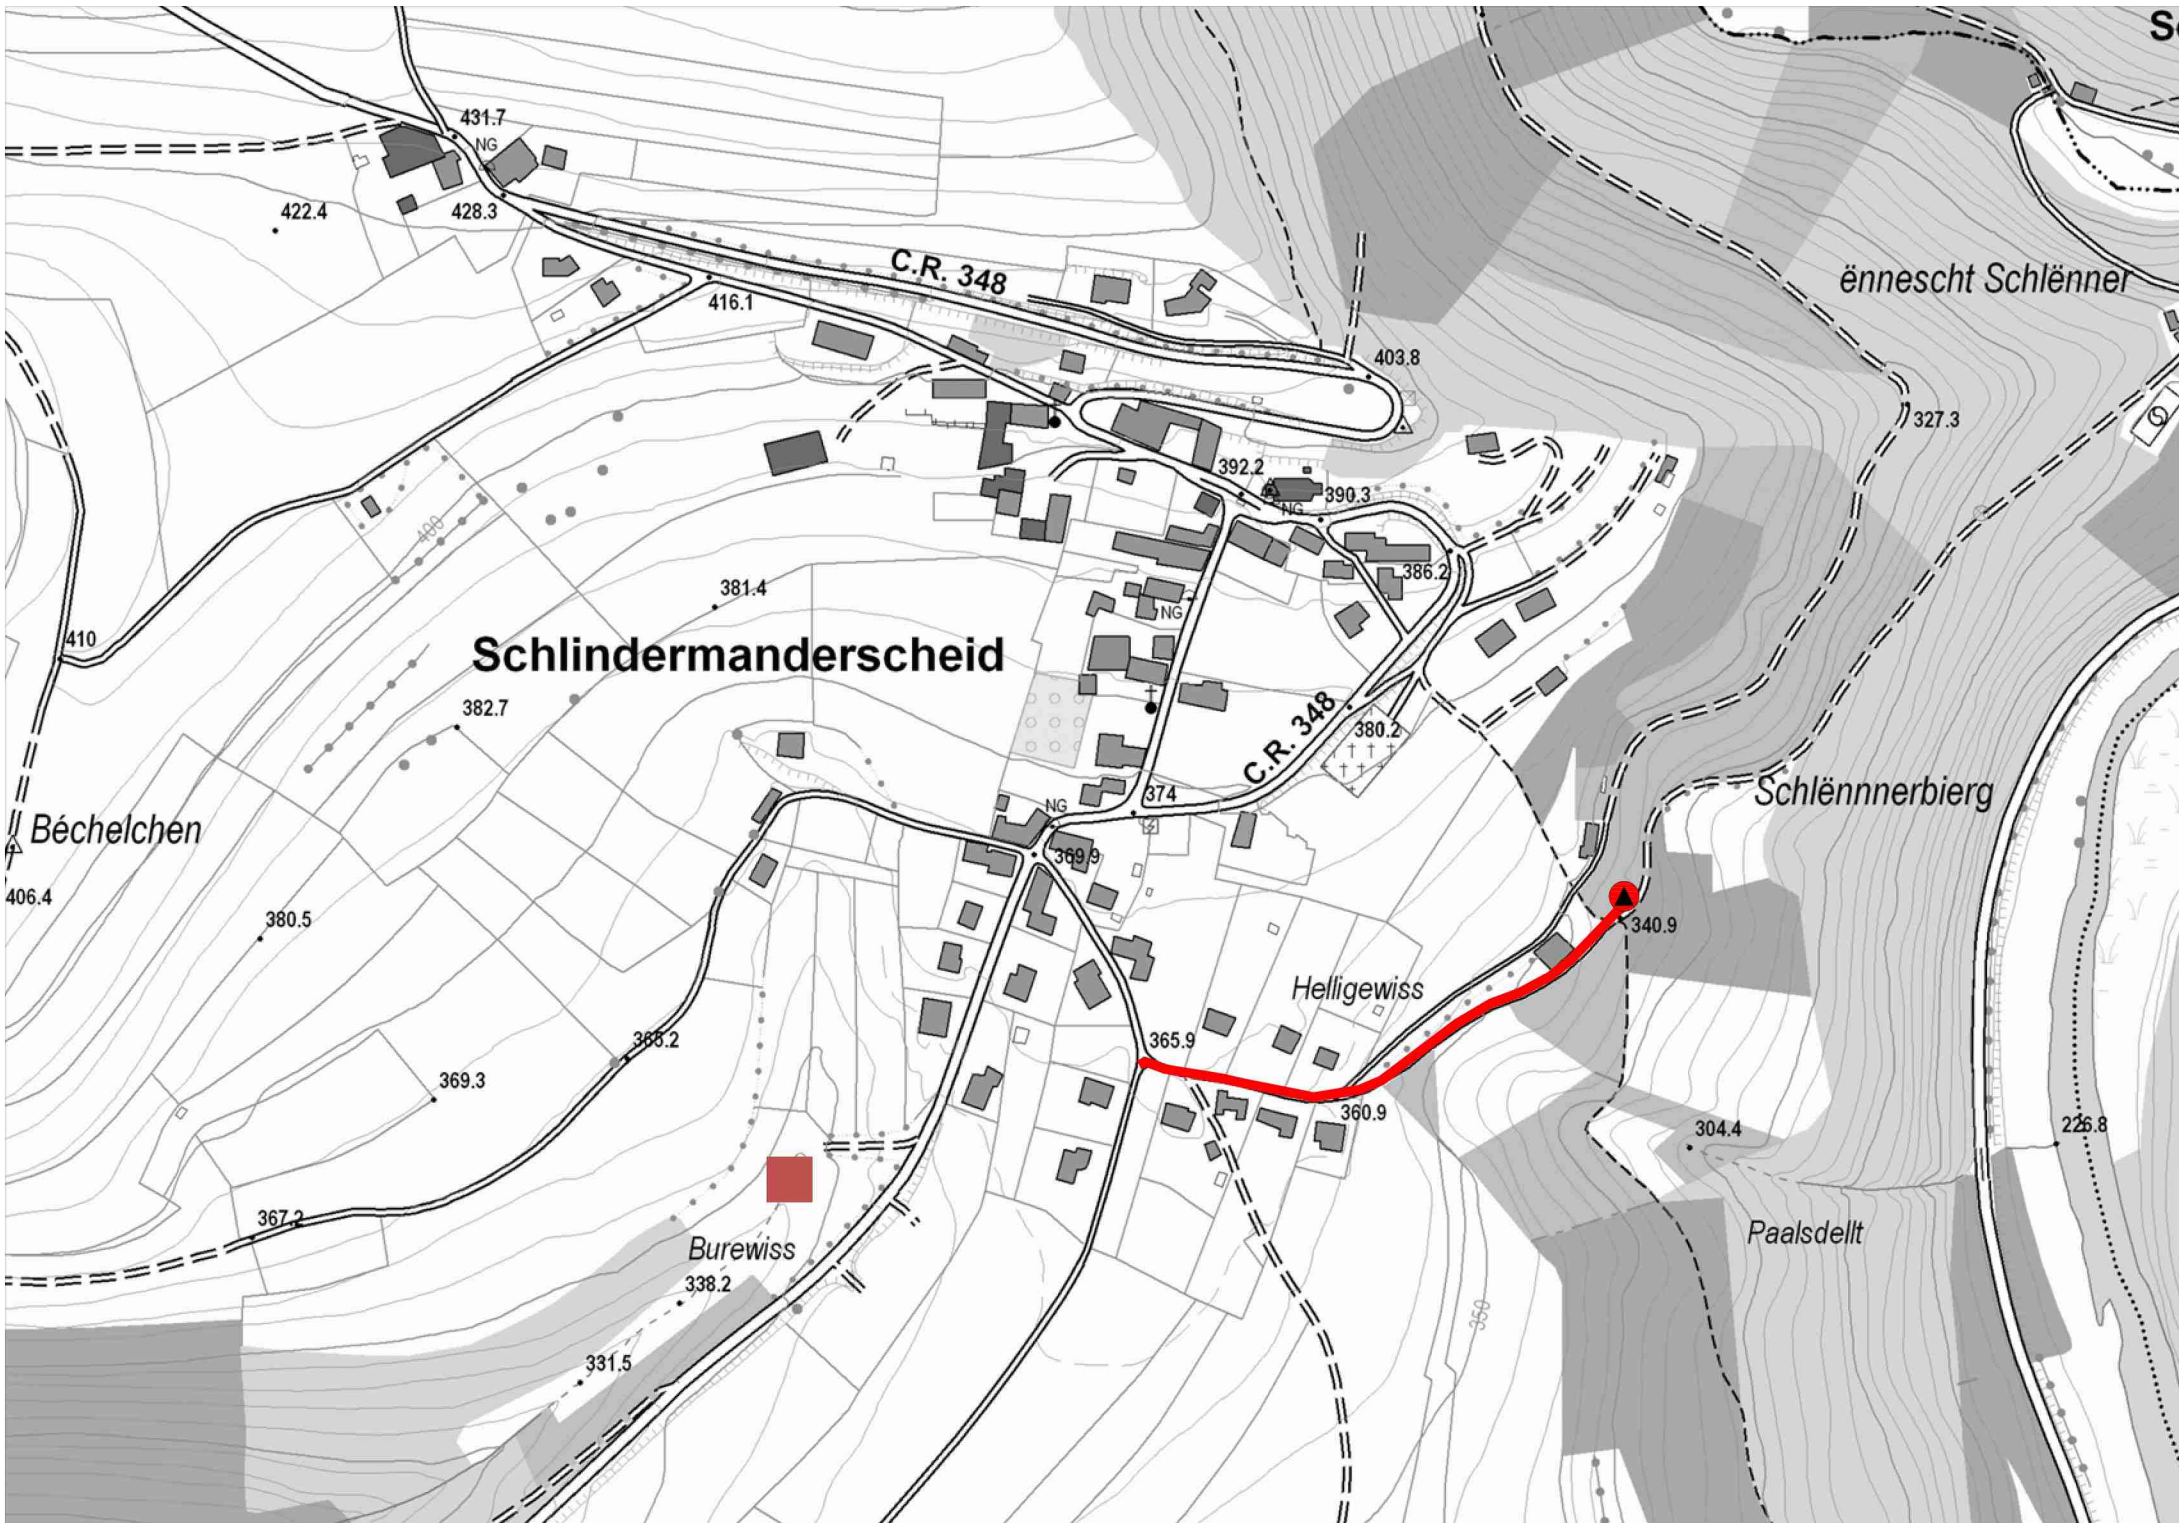 Sc
431.7
NG
422.4
428.3
C.R. 348
416.1
ënnescht Schlënner
403.8
327.3
392.2
390.3
NG
400
386.2
381.4
NG
410
Schlindermanderscheid
382.7
C.R. 348
380.2
374
Schlënnnerbierg
NG
Béchelchen
369.9
406.4
380.5
340.9
Helligewiss
365.2
365.9
369.3
360.9
304.4
226.8
367.2
Burewiss
Paalsdellt
338.2
350
331.5